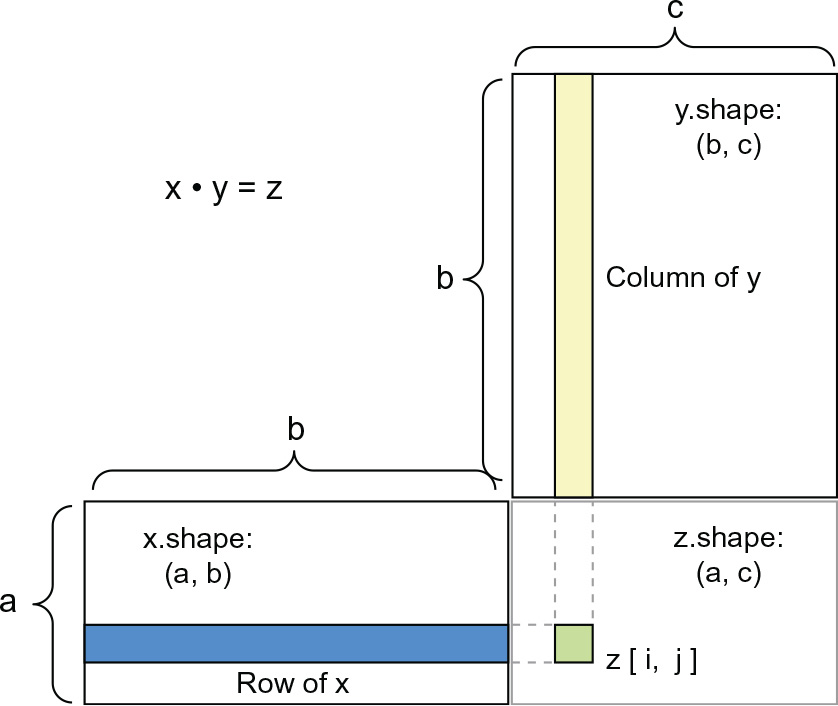 c
y.shape:
(b, c)
x • y = z
b
Column of y
b
x.shape:
(a, b)
z.shape:
(a, c)
a
z [ i, j ]
Row of x